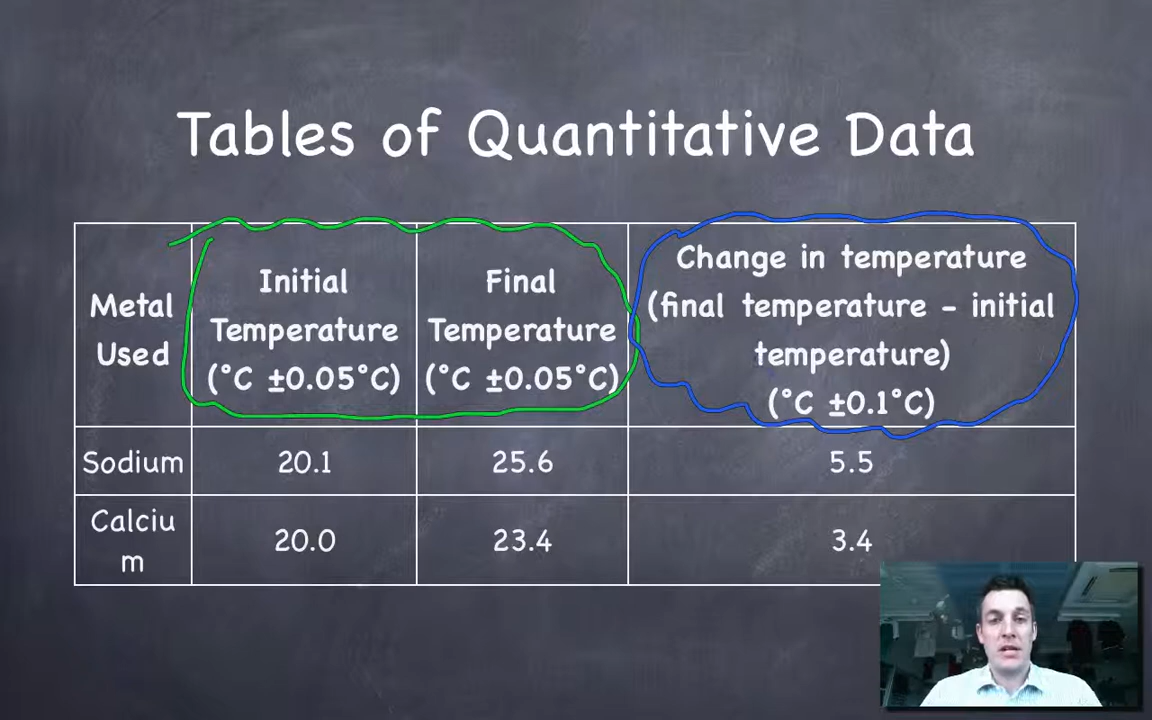 Tables of Quantitative Data
Metal
Used
Initial
Temperature
(°C ±0.05°C)
Final
Temperature
(°C ±0.05°C)
Change in temperature
(final temperature - initial
temperature)
(°C ±0.1°C)
Sodium
20.1
25.6
5.5
Calciu
m
20.0
23.4
3.4